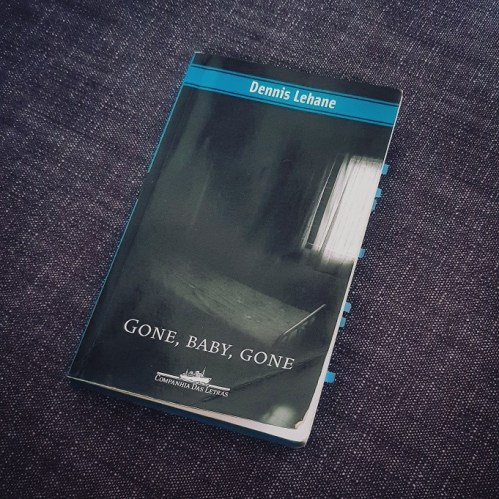 Dennis Lehane
GONE, BABY, GONE
COMPANHIA DAS LETRAS